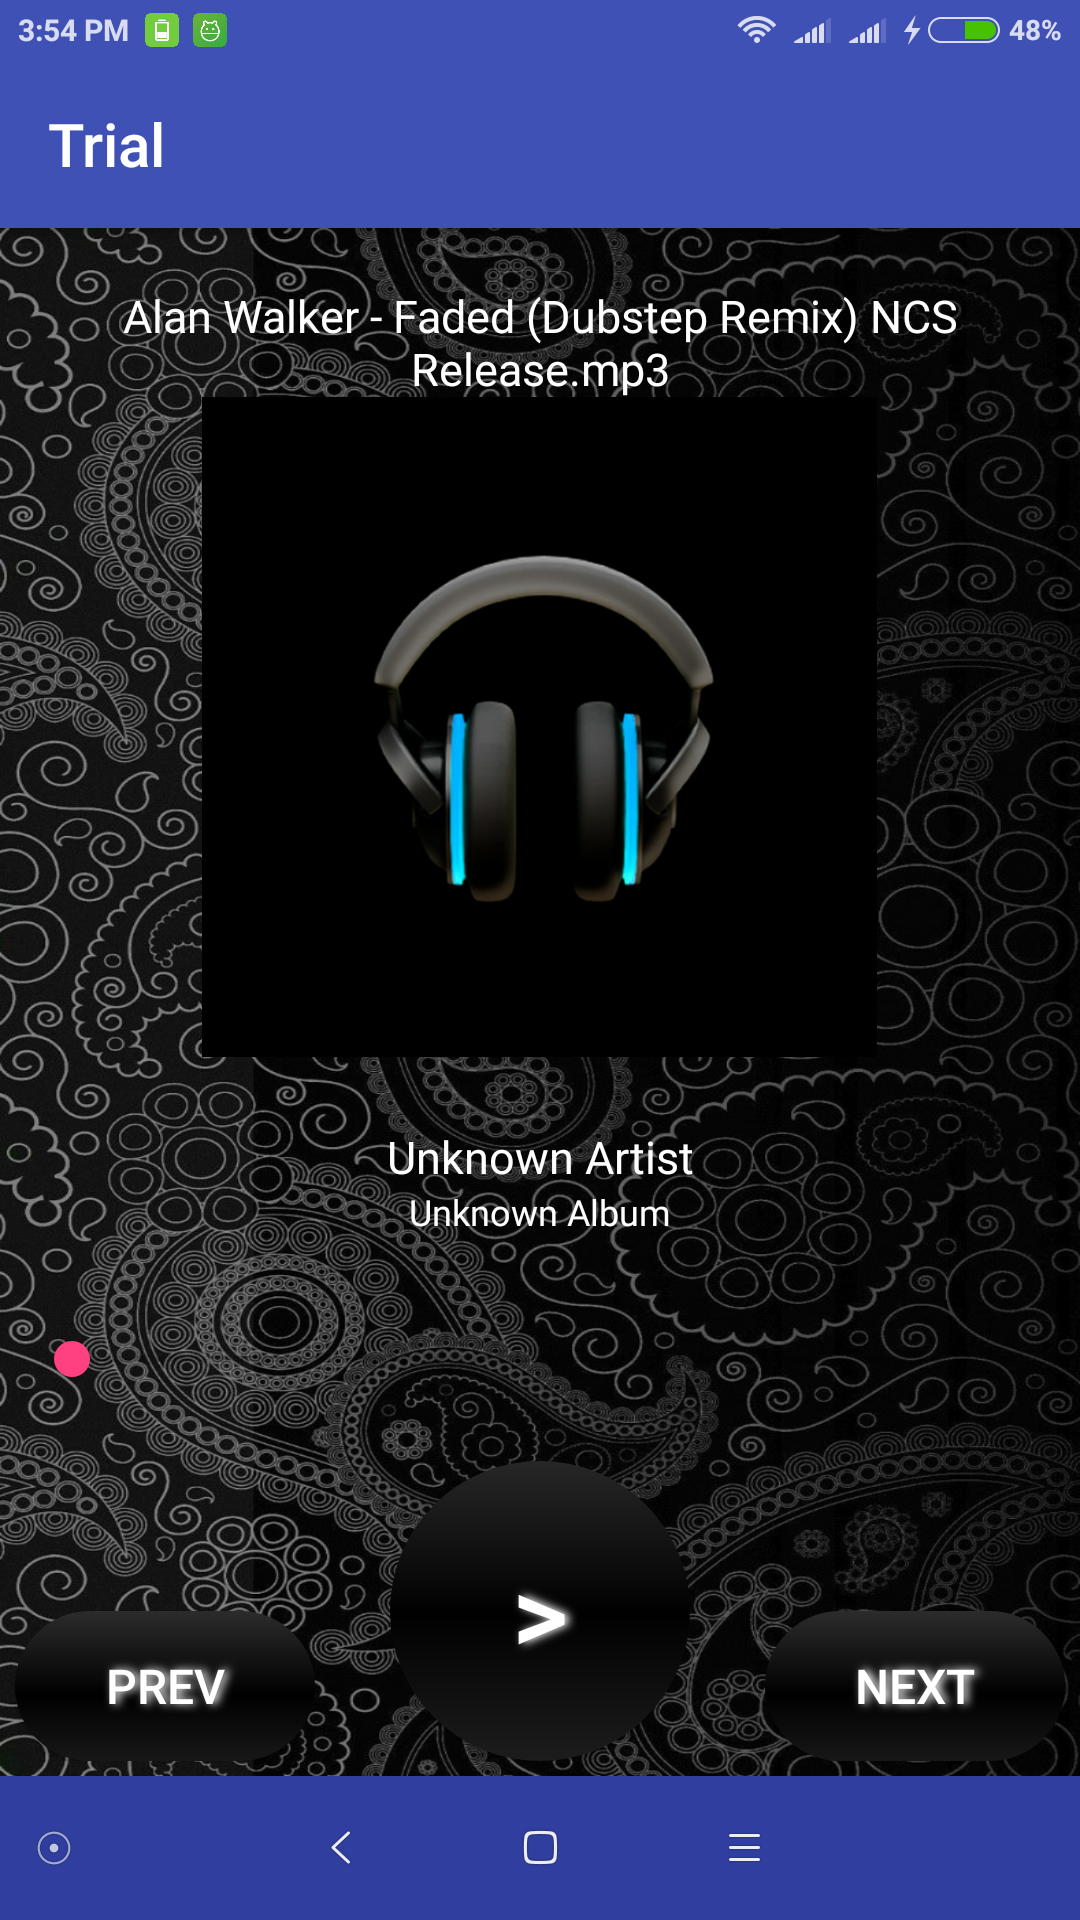 3:54 PM 48%
Trial
Alan Walker - Faded (Dubstep Remix) NCS
Release.mp3
Unknown Artist
Unknown Album
>
PREV
NEXT